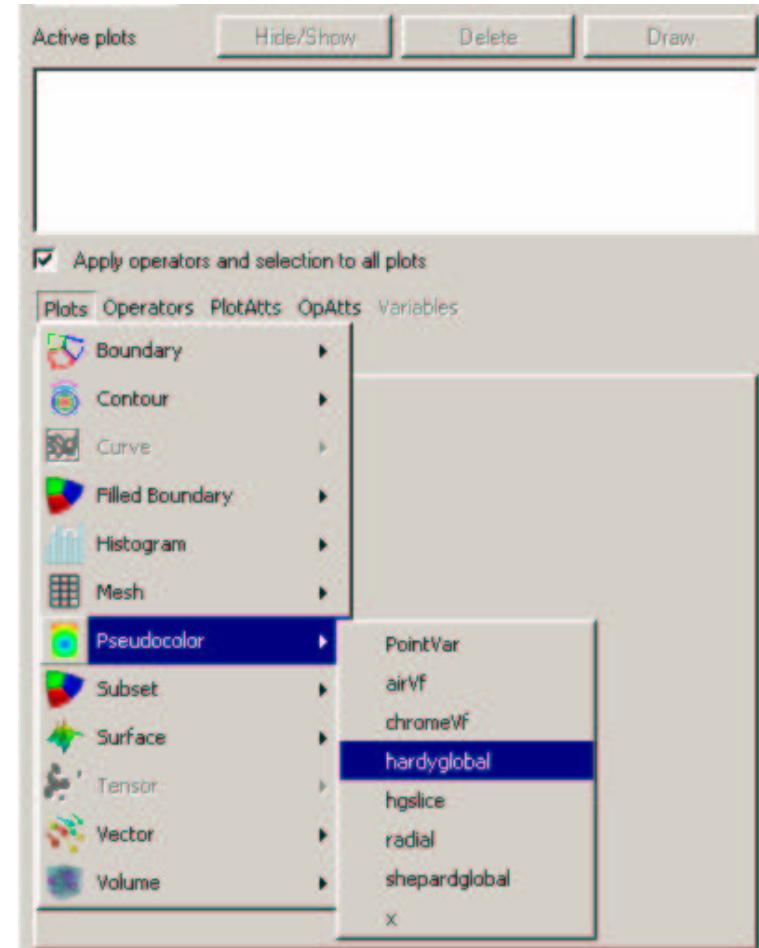 Active plots Hide/Show Delete Draw
Apply operators and selection to all plots
Plots Operators PlotAtts OpAtts Variables
Boundary
Contour
Curve
Filled Boundary
Histogram
Mesh
Pseudocolor
Subset
Surface
Tensor
Vector
Volume
PointVar
airVf
chromeVf
hardyglobal
hgslice
radial
shepardglobal
x